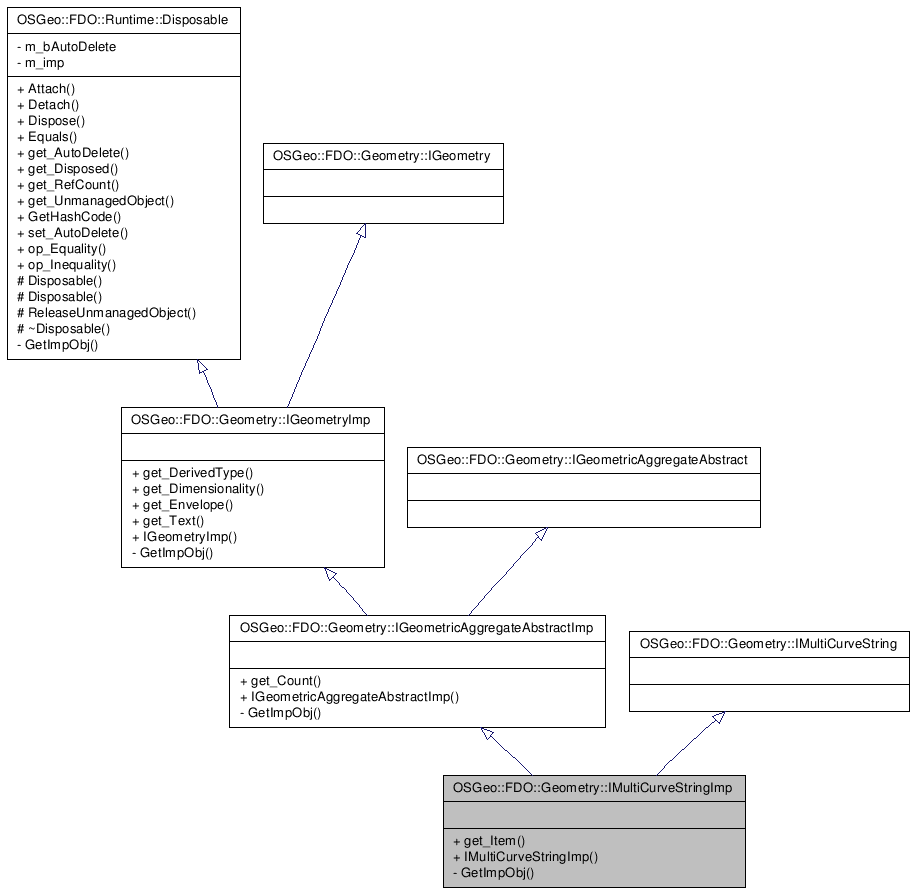 OSGeo::FDO::Runtime::Disposable
- m_bAutoDelete
- m_imp
+ Attach()
+ Detach()
+ Dispose()
+ Equals()
+ get_AutoDelete()
+ get_Disposed()
+ get_RefCount()
+ get_UnmanagedObject()
+ GetHashCode()
+ set_AutoDelete()
+ op_Equality()
+ op_Inequality()
# Disposable()
# Disposable()
# ReleaseUnmanagedObject()
# ~Disposable()
- GetImpObj()
OSGeo::FDO::Geometry::IGeometry
OSGeo::FDO::Geometry::IGeometryImp
+ get_DerivedType()
+ get_Dimensionality()
+ get_Envelope()
+ get_Text()
+ IGeometryImp()
- GetImpObj()
OSGeo::FDO::Geometry::IGeometricAggregateAbstract
OSGeo::FDO::Geometry::IGeometricAggregateAbstractImp
+ get_Count()
+ IGeometricAggregateAbstractImp()
- GetImpObj()
OSGeo::FDO::Geometry::IMultiCurveString
OSGeo::FDO::Geometry::IMultiCurveStringImp
+ get_Item()
+ IMultiCurveStringImp()
- GetImpObj()